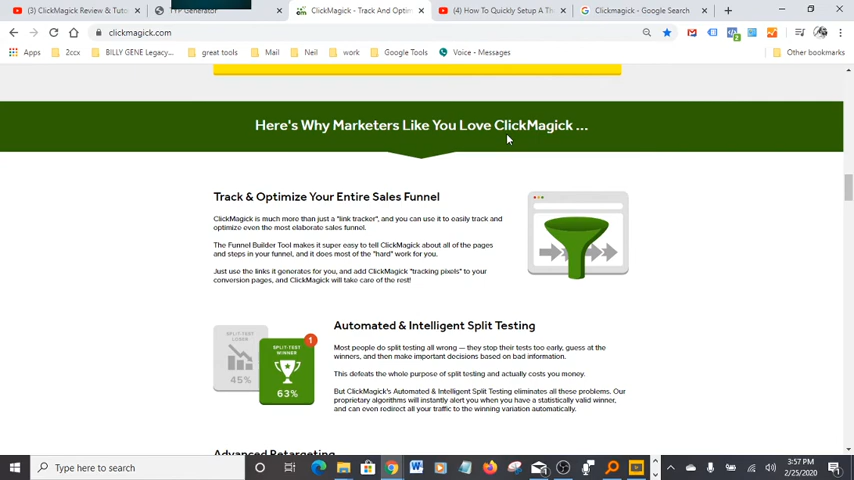 (3) ClickMagick Review & Tuto
TYP Generator
ClickMagick - Track And Optim
(4) How To Quickly Setup A The
Clickmagick - Google Search
clickmagick.com
Apps
2ccx
BILLY GENE Legacy...
great tools
Mail
Neil
work
Google Tools
Voice - Messages
Other bookmarks
Here's Why Marketers Like You Love ClickMagick ...
Track & Optimize Your Entire Sales Funnel
ClickMagick is much more than just a "link tracker", and you can use it to easily track and
optimize even the most elaborate sales funnel.
The Funnel Builder Tool makes it super easy to tell ClickMagick about all of the pages
and steps in your funnel, and it does most of the "hard" work for you.
Just use the links it generates for you, and add ClickMagick "tracking pixels" to your
conversion pages, and ClickMagick will take care of the rest!
SPLIT-TEST
LOSER
45%
1
SPLIT-TEST
WINNER
63%
Automated & Intelligent Split Testing
Most people do split testing all wrong — they stop their tests too early, guess at the
winners, and then make important decisions based on bad information.
This defeats the whole purpose of split testing and actually costs you money.
But ClickMagick's Automated & Intelligent Split Testing eliminates all these problems. Our
proprietary algorithms will instantly alert you when you have a statistically valid winner,
and can even redirect all your traffic to the winning variation automatically.
Advanced Retargeting
Type here to search
3:57 PM
2/25/2020